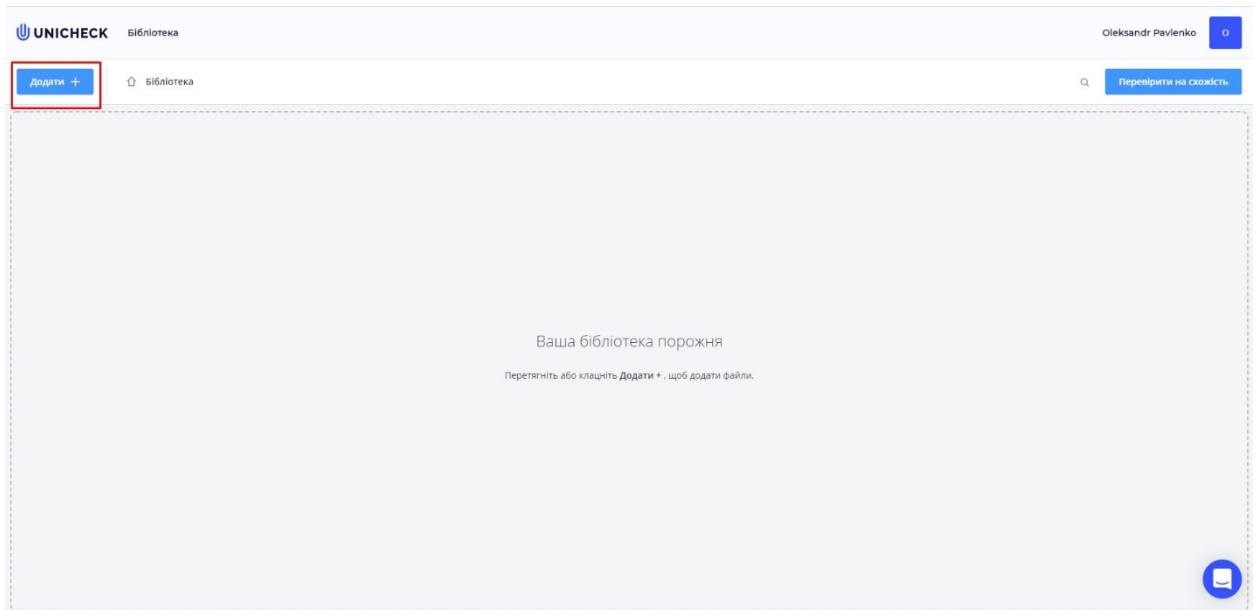 UNICHECK Бібліотека Oleksandr Pavlenko O
Додати + Бібліотека Перевірити на схожість
Ваша бібліотека порожня
Перетягніть або клацніть Додати + , щоб додати файли.